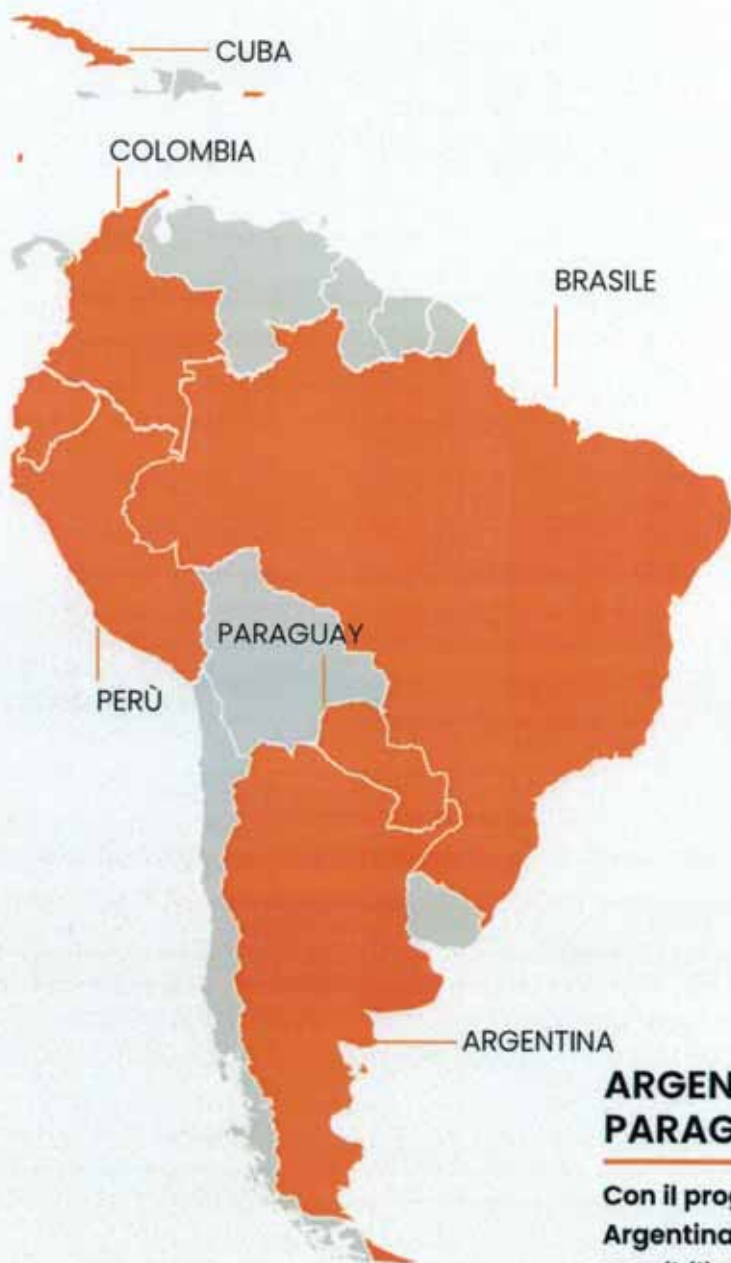 CUBA
COLOMBIA
BRASILE
PARAGUAY
PERÙ
ARGENTINA
ARGEN
PARAG
Con il prog
Argentina